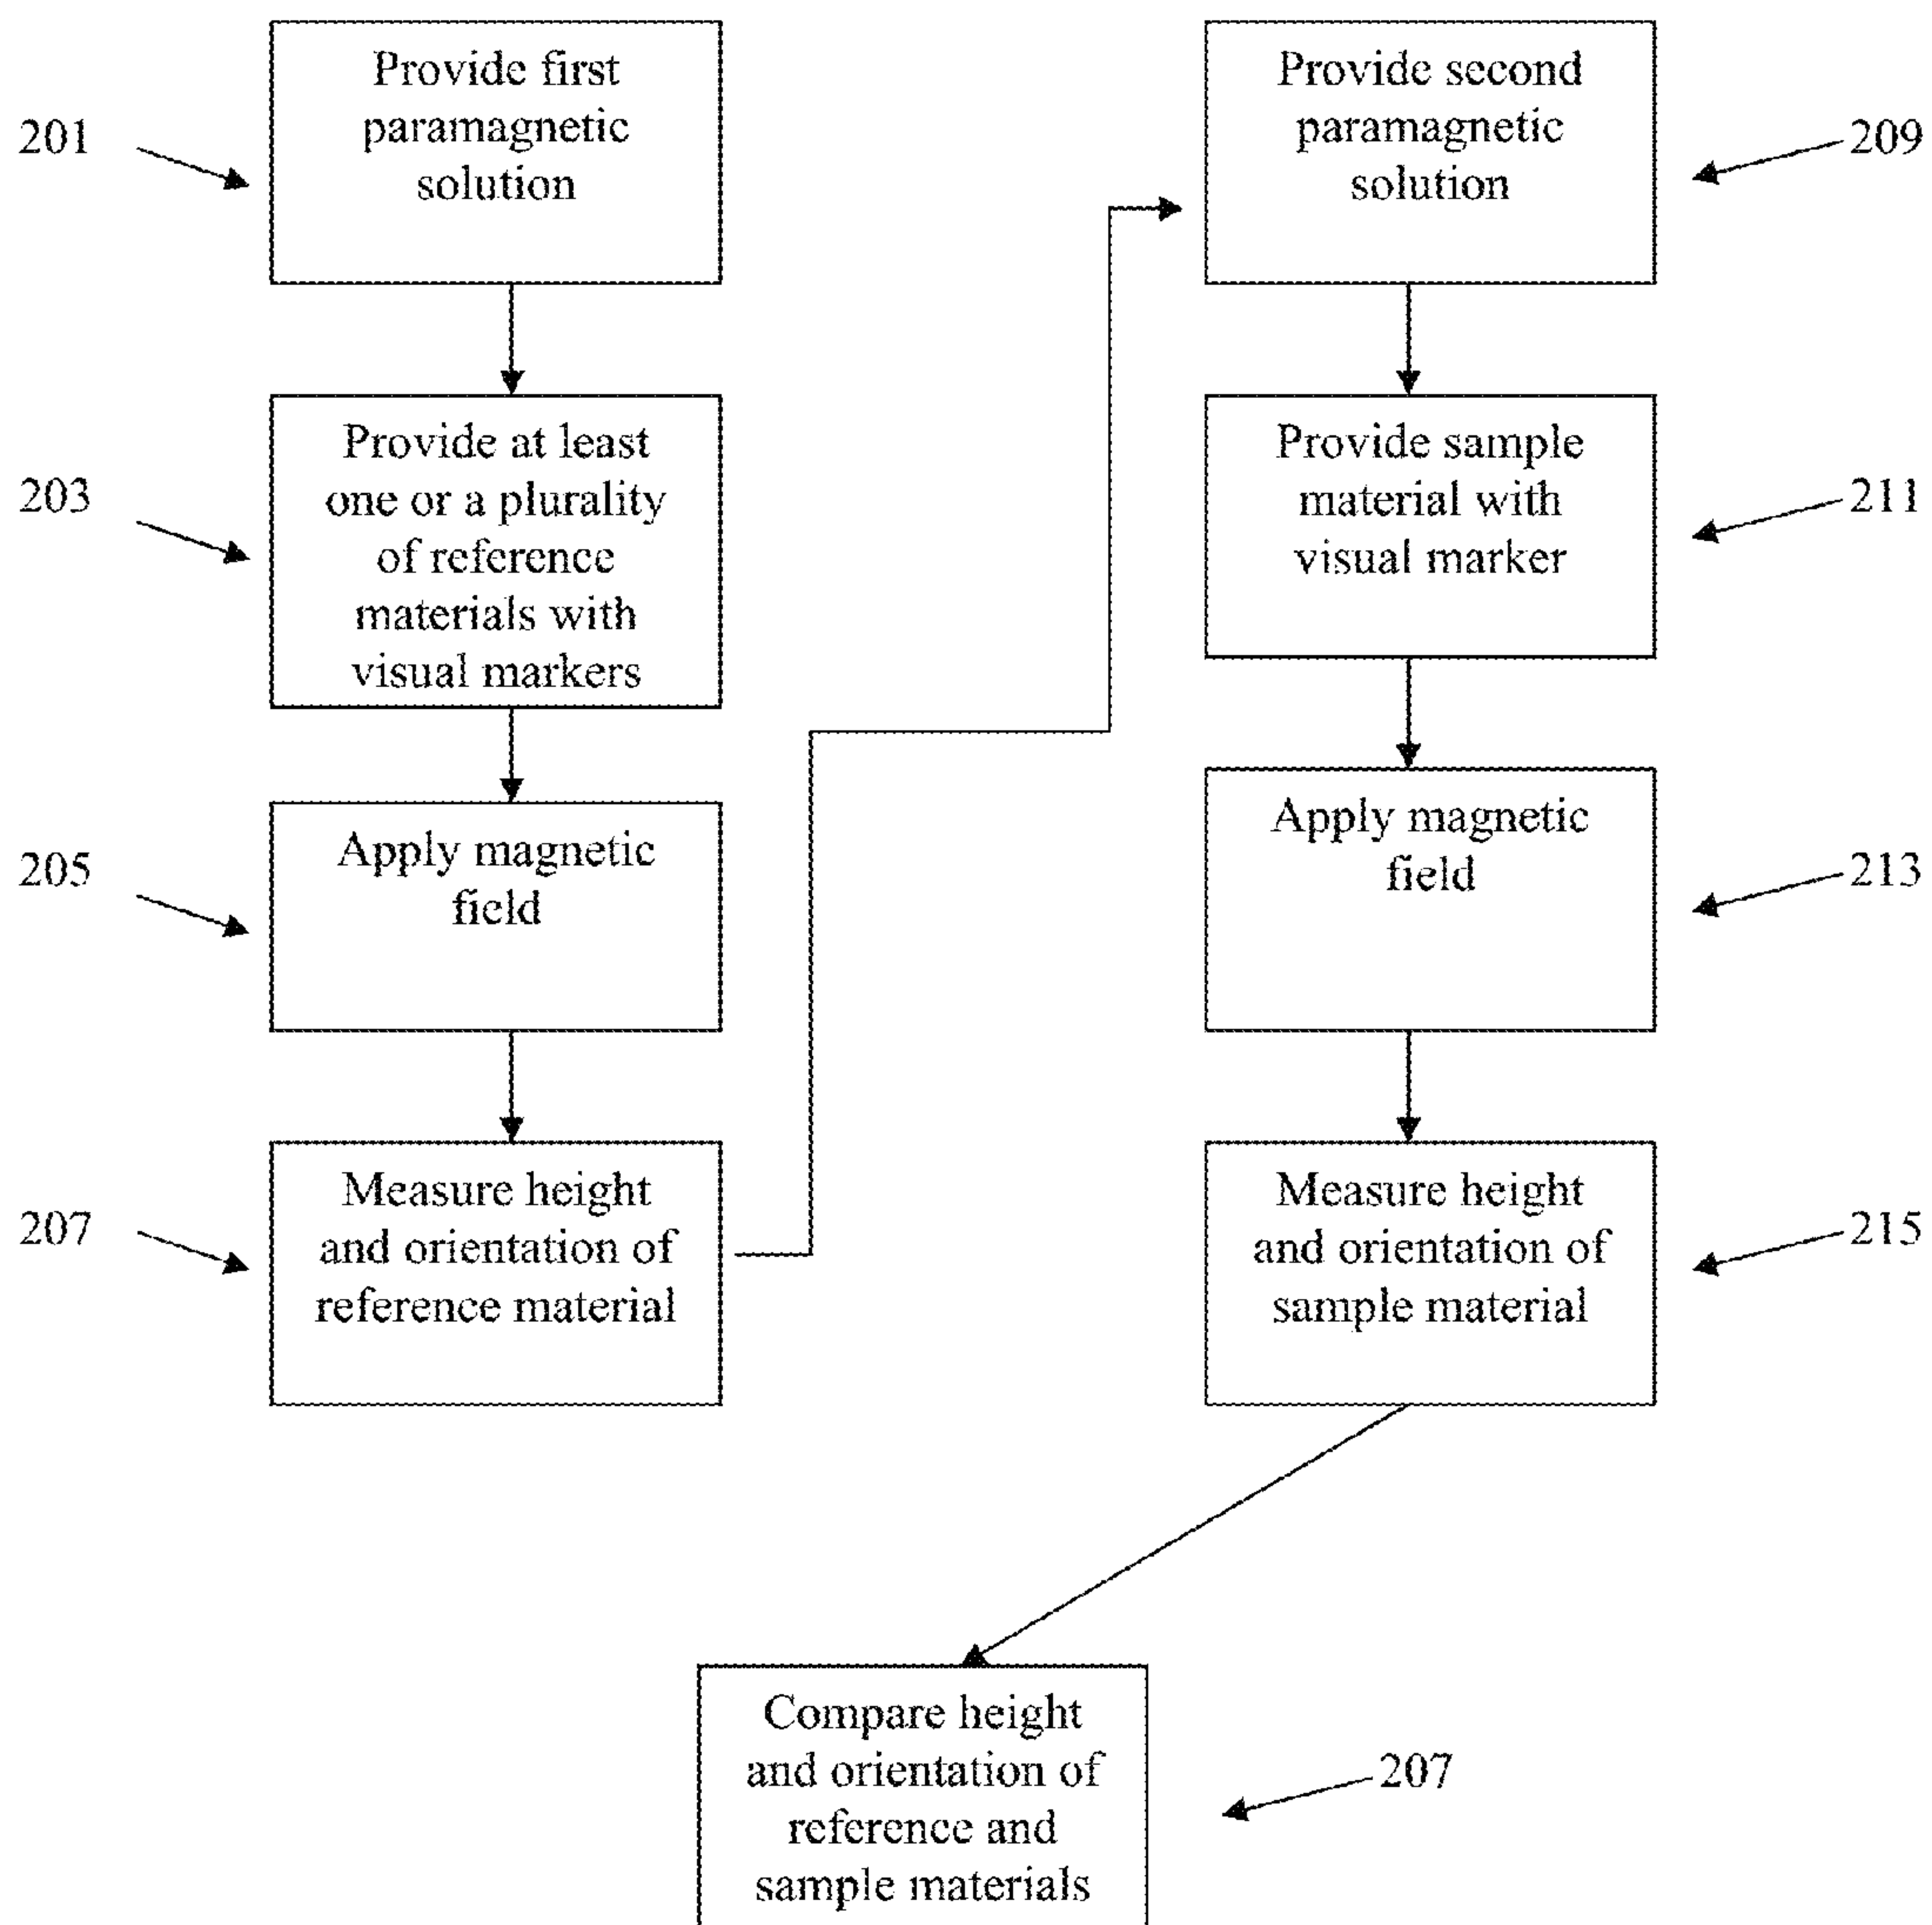 201
Provide first
paramagnetic
solution
203
Provide at least
one or a plurality
of reference
materials with
visual markers
205
Apply magnetic
field
207
Measure height
and orientation of
reference material
Provide second
paramagnetic
solution
209
Provide sample
material with
visual marker
211
Apply magnetic
field
213
Measure height
and orientation of
sample material
215
Compare height
and orientation of
reference and
sample materials
207